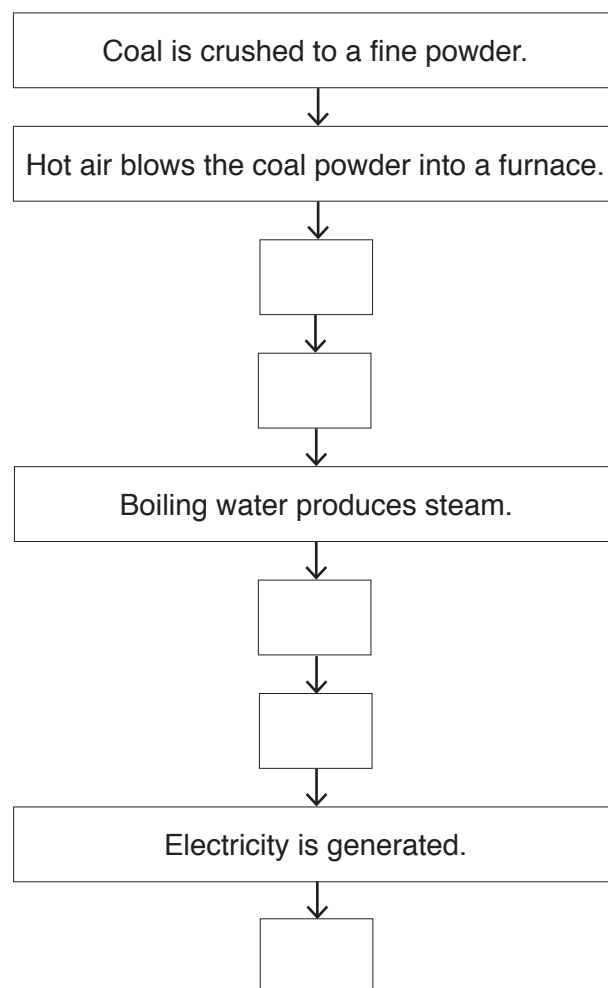 Coal is crushed to a fine powder.
Hot air blows the coal powder into a furnace.
Boiling water produces steam.
Electricity is generated.